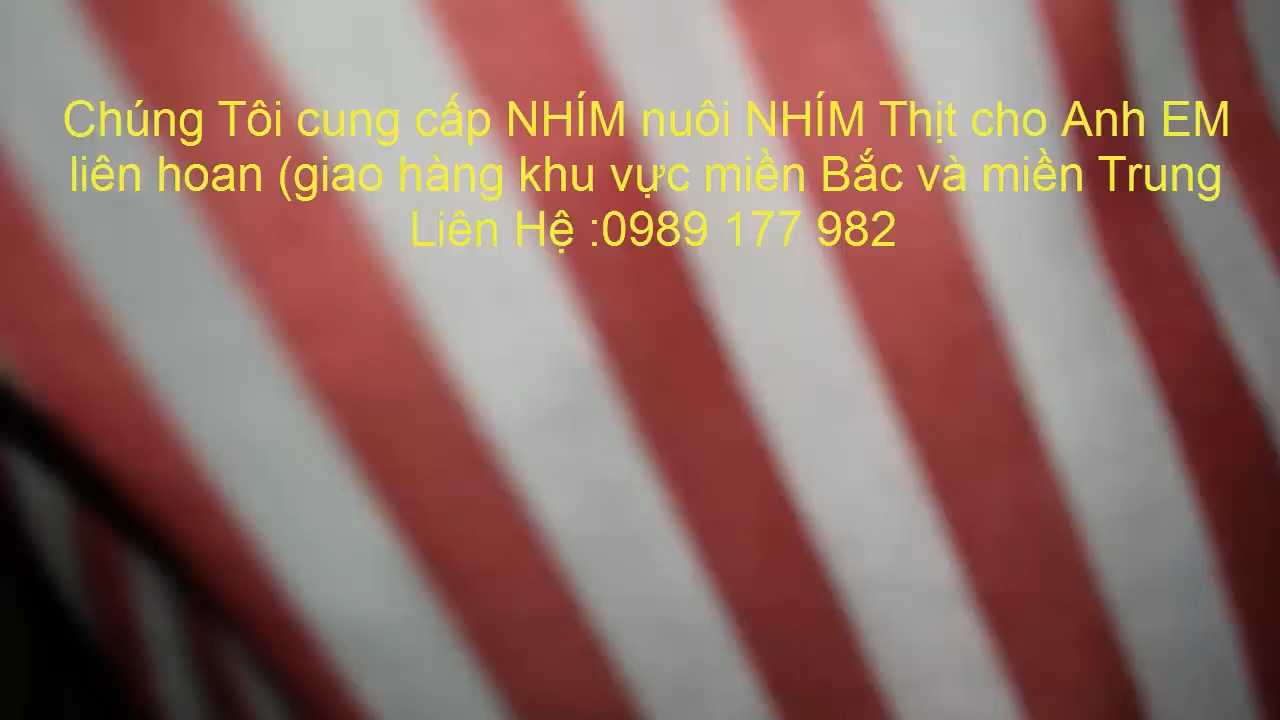 Chúng Tôi cung cấp NHÍM nuôi NHÍM Thịt cho Anh EM
liên hoan (giao hàng khu vực miền Bắc và miền Trung
Liên Hệ :0989 177 982